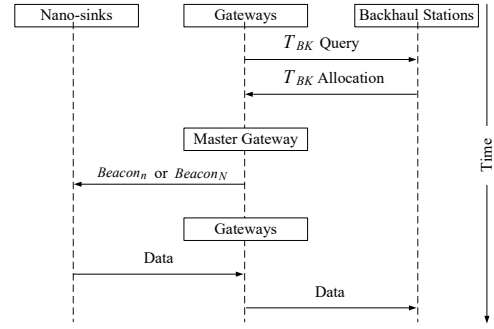 Nano-sinks Gateways Backhaul Stations
T_BK Query
T_BK Allocation
Master Gateway
Beacon_n or Beacon_N
Gateways
Data
Data
Time